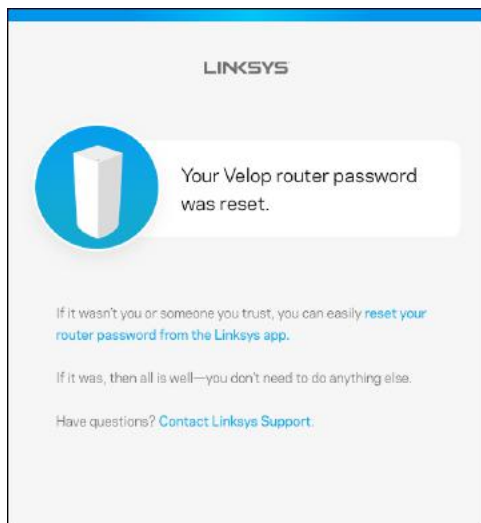 LINKSYS
Your Velop router password
was reset.
If it wasn't you or someone you trust, you can easily reset your
router password from the Linksys app.
If it was, then all is well—you don't need to do anything else.
Have questions? Contact Linksys Support.